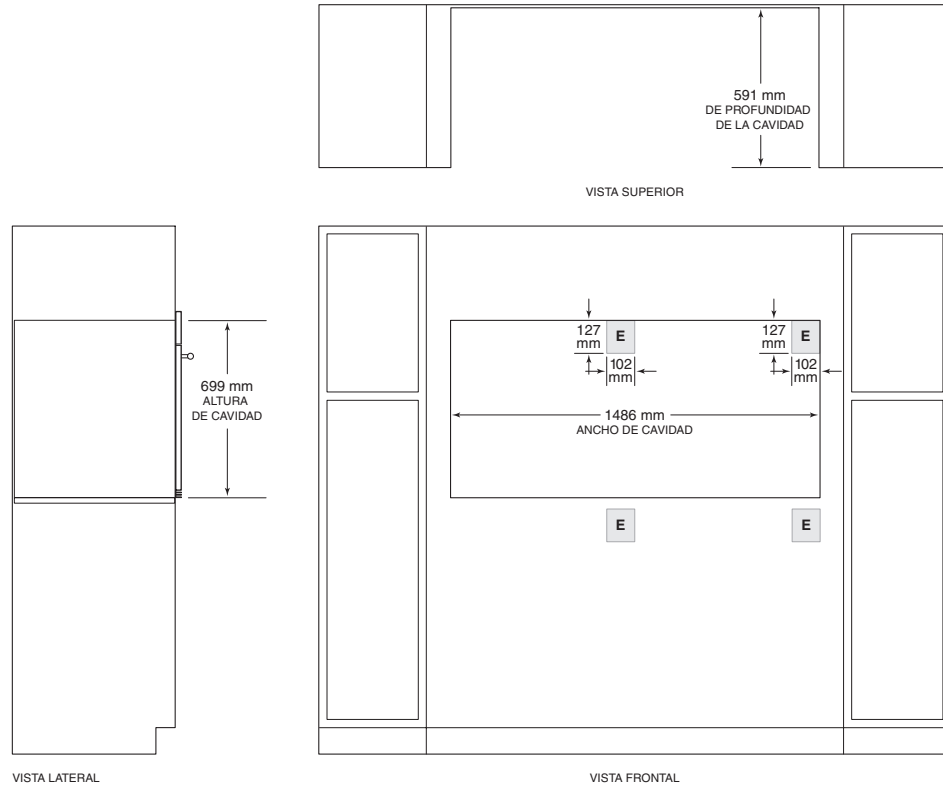 591 mm
DE PROFUNDIDAD
DE LA CAVIDAD
VISTA SUPERIOR
127
mm
E
127
mm
E
102
mm
102
mm
699 mm
ALTURA
DE CAVIDAD
1486 mm
ANCHO DE CAVIDAD
E
E
VISTA LATERAL
VISTA FRONTAL